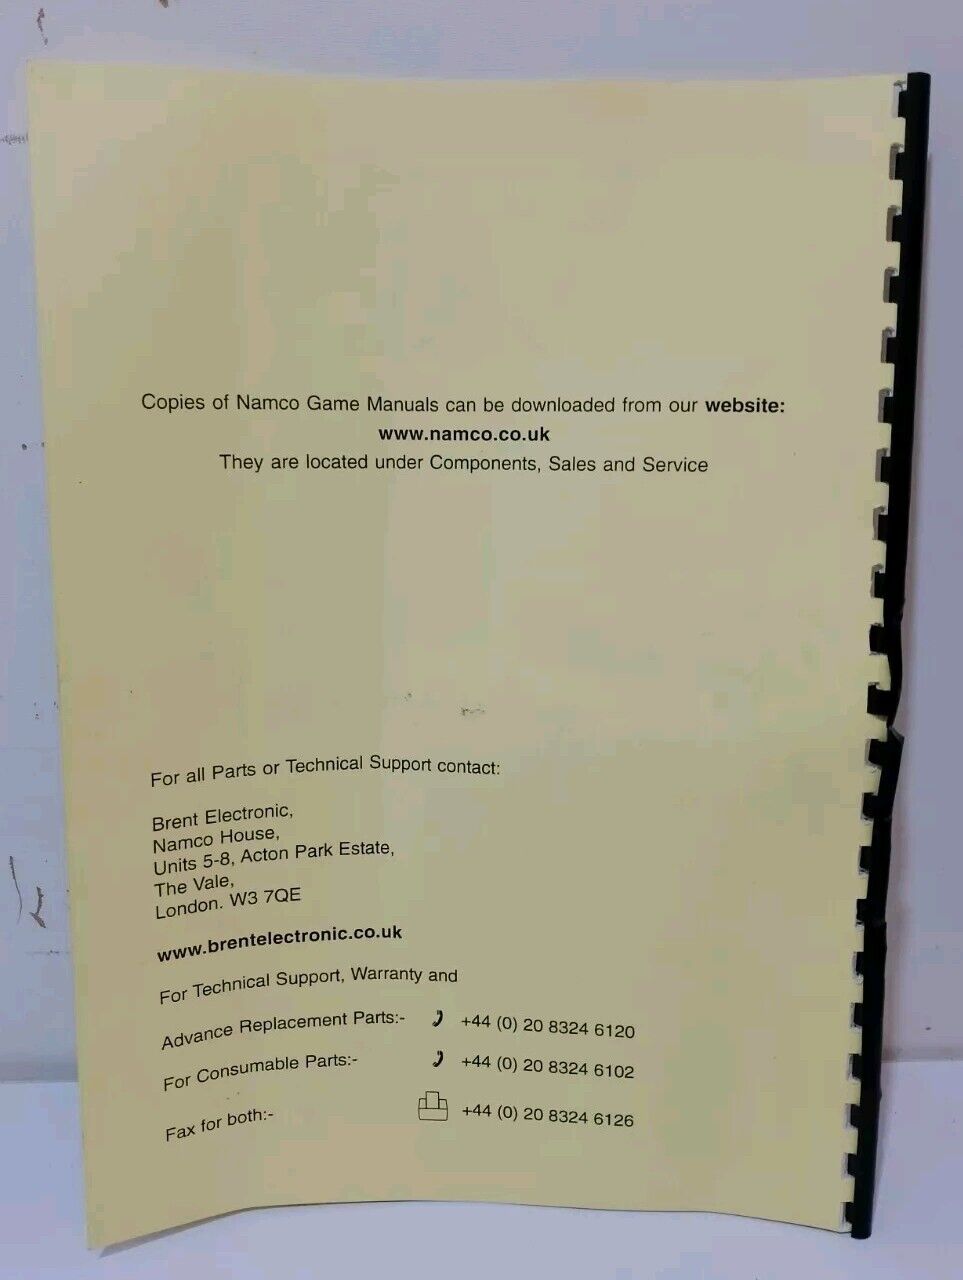 Copies of Namco Game Manuals can be downloaded from our website:
www.namco.co.uk
They are located under Components, Sales and Service
For all Parts or Technical Support contact:
Brent Electronic,
Namco House,
Units 5-8, Acton Park Estate,
The Vale,
London. W3 7QE
www.brentelectronic.co.uk
For Technical Support, Warranty and
Advance Replacement Parts:- +44 (0) 20 8324 6120
For Consumable Parts:- +44 (0) 20 8324 6102
Fax for both:- +44 (0) 20 8324 6126